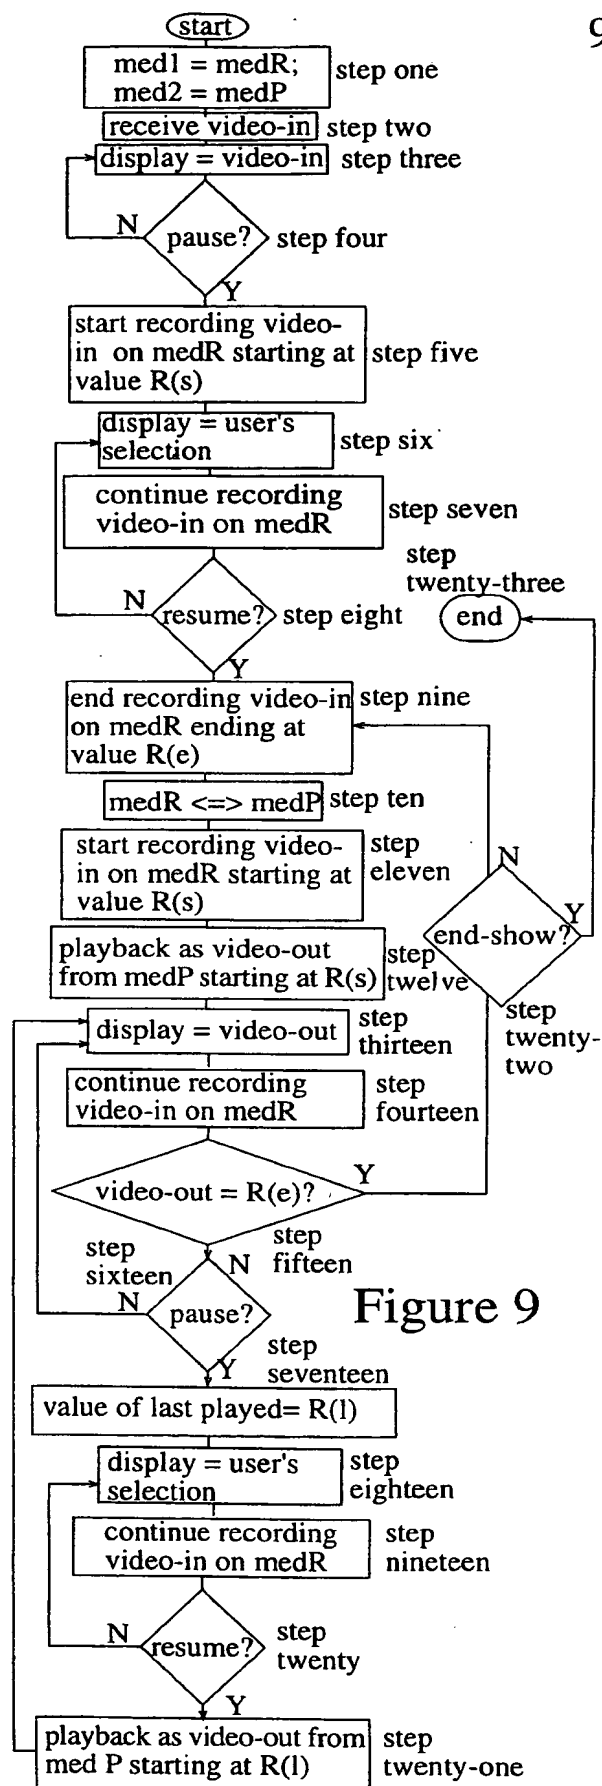 start
9
med1 = medR;
med2 = medP
step one
receive video-in
step two
display = video-in
step three
N
pause?
step four
Y
start recording video-
in on medR starting at
value R(s)
step five
display = user's
selection
step six
continue recording
video-in on medR
step seven
step
twenty-three
end
N
resume?
step eight
Y
end recording video-in
on medR ending at
value R(e)
step nine
medR <=> medP
step ten
start recording video-
in on medR starting at
value R(s)
step
eleven
N
end-show?
Y
playback as video-out
from medP starting at R(s)
step
twelve
step
twenty-
two
display = video-out
step
thirteen
continue recording
video-in on medR
step
fourteen
video-out = R(e)?
Y
step
fifteen
N
step
sixteen
N
pause?
Figure 9
Y
step
seventeen
value of last played= R(l)
display = user's
selection
step
eighteen
continue recording
video-in on medR
step
nineteen
N
resume?
step
twenty
Y
playback as video-out from
med P starting at R(l)
step
twenty-one